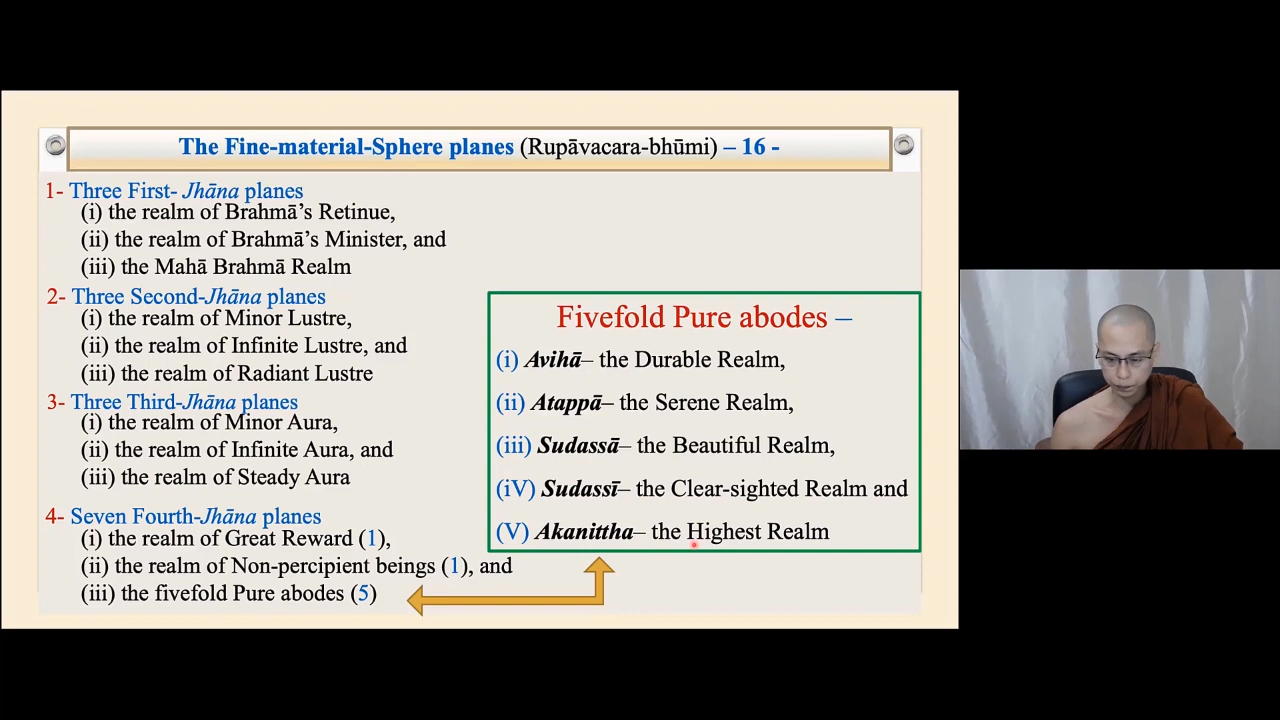 The Fine-material-Sphere planes (Rupāvacara-bhūmi) – 16 -
1- Three First- Jhāna planes
(i) the realm of Brahmā’s Retinue,
(ii) the realm of Brahmā’s Minister, and
(iii) the Mahā Brahmā Realm
2- Three Second-Jhāna planes
(i) the realm of Minor Lustre,
(ii) the realm of Infinite Lustre, and
(iii) the realm of Radiant Lustre
3- Three Third-Jhāna planes
(i) the realm of Minor Aura,
(ii) the realm of Infinite Aura, and
(iii) the realm of Steady Aura
4- Seven Fourth-Jhāna planes
(i) the realm of Great Reward (1),
(ii) the realm of Non-percipient beings (1), and
(iii) the fivefold Pure abodes (5)
Fivefold Pure abodes –
(i) Avihā– the Durable Realm,
(ii) Atappā– the Serene Realm,
(iii) Sudassā– the Beautiful Realm,
(iV) Sudassī– the Clear-sighted Realm and
(V) Akanittha– the Highest Realm